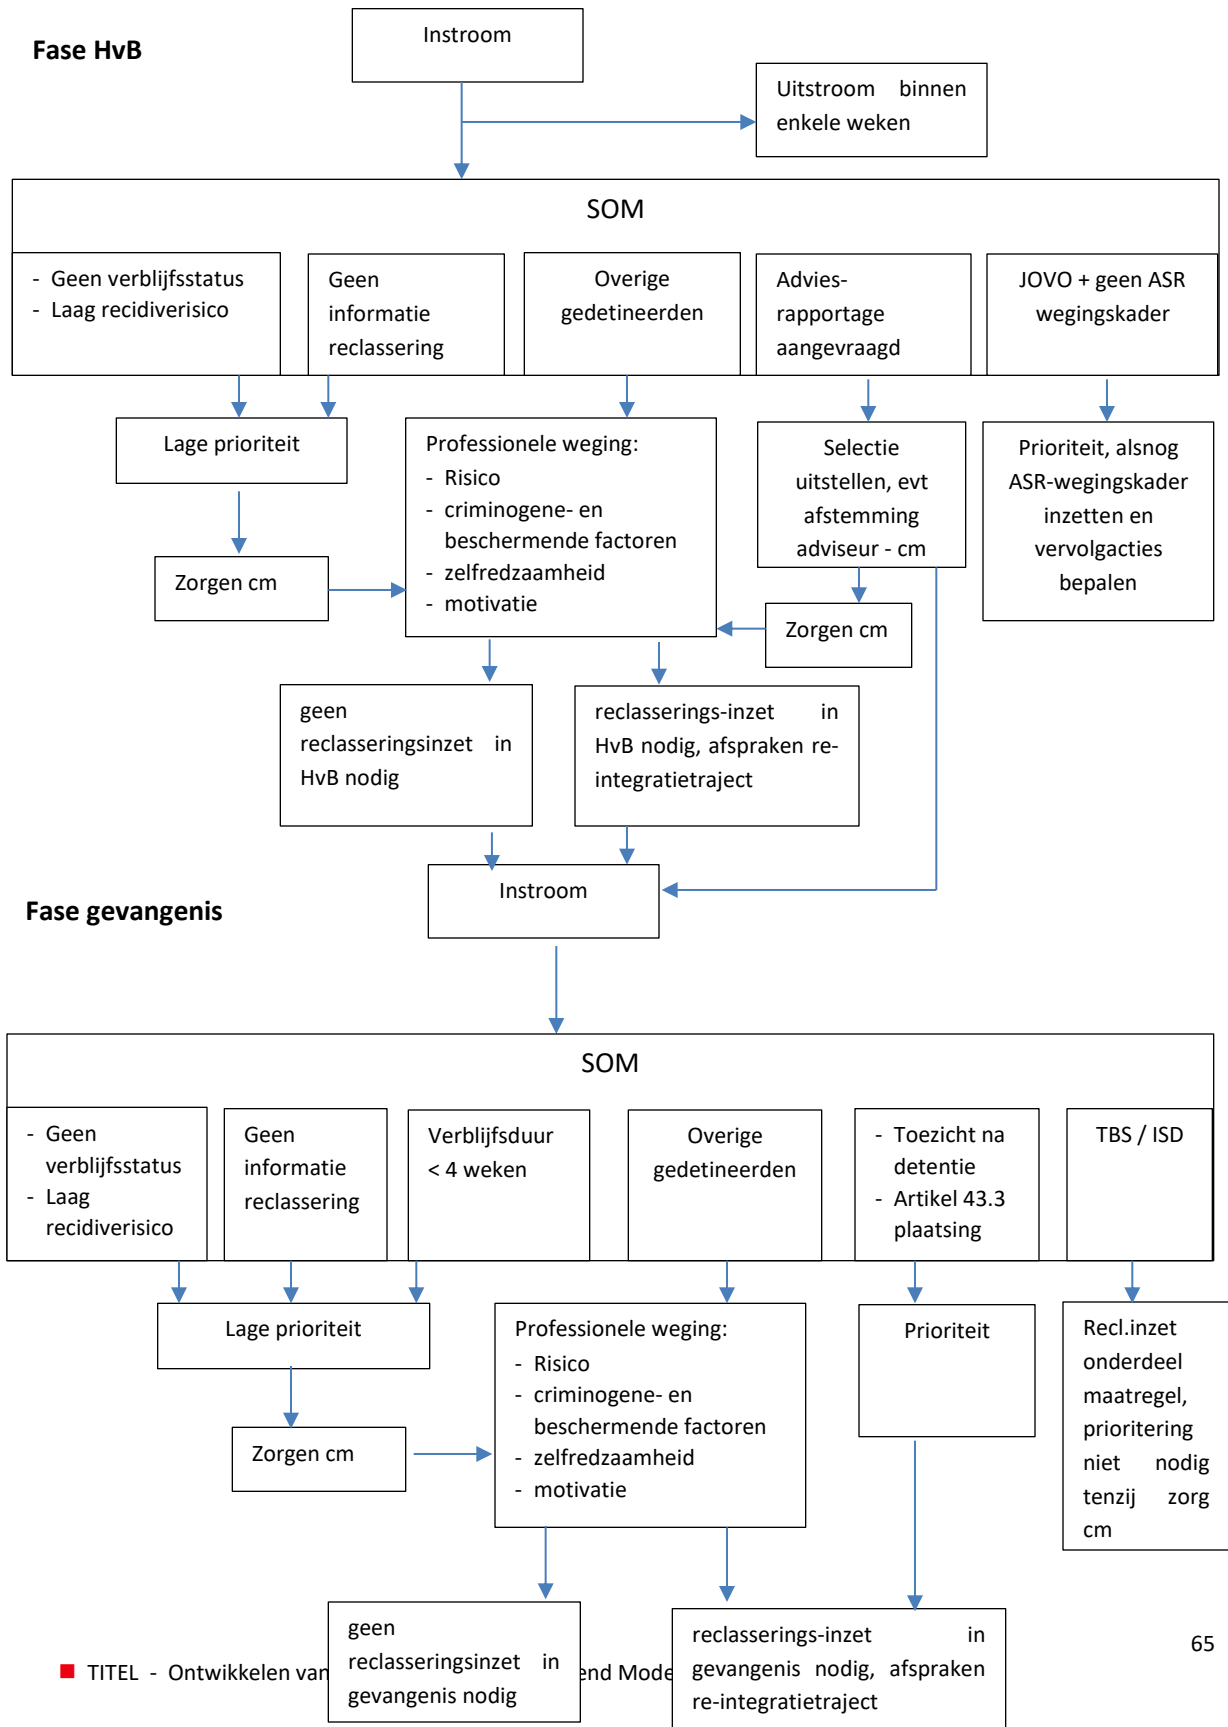 Fase HvB
Instroom
Uitstroom binnen
enkele weken
SOM
- Geen verblijfsstatus
- Laag recidiverisico
Geen
informatie
reclassering
Overige
gedetineerden
Advies-
rapportage
aangevraagd
JOVO + geen ASR
wegingskader
Lage prioriteit
Professionele weging:
- Risico
- criminogene- en
beschermende factoren
- zelfredzaamheid
- motivatie
Selectie
uitstellen, evt
afstemming
adviseur - cm
Prioriteit, alsnog
ASR-wegingskader
inzetten en
vervolgacties
bepalen
Zorgen cm
Zorgen cm
geen
reclasseringsinzet in
HvB nodig
reclasserings-inzet in
HvB nodig, afspraken re-
integratietraject
Instroom
Fase gevangenis
SOM
- Geen
verblijfsstatus
- Laag
recidiverisico
Geen
informatie
reclassering
Verblijfsduur
< 4 weken
Overige
gedetineerden
- Toezicht na
detentie
- Artikel 43.3
plaatsing
TBS / ISD
Lage prioriteit
Professionele weging:
- Risico
- criminogene- en
beschermende factoren
- zelfredzaamheid
- motivatie
Prioriteit
Recl.inzet
onderdeel
maatregel,
prioritering
niet nodig
tenzij zorg
cm
Zorgen cm
geen
reclasseringsinzet in
gevangenis nodig
reclasserings-inzet in
gevangenis nodig, afspraken
re-integratietraject
65
TITEL - Ontwikkelen van end Mode